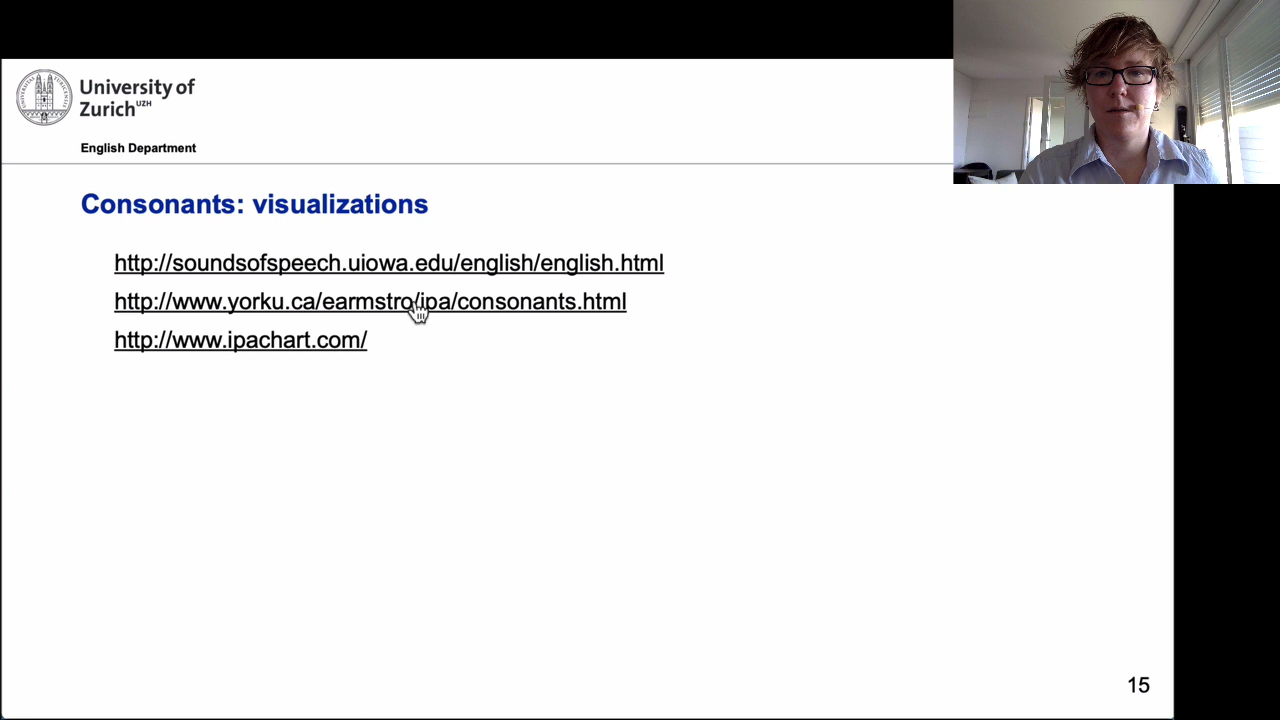 University of
Zurich UZH
English Department
Consonants: visualizations
http://soundsofspeech.uiowa.edu/english/english.html
http://www.yorku.ca/earmstro/ipa/consonants.html
http://www.ipachart.com/
15